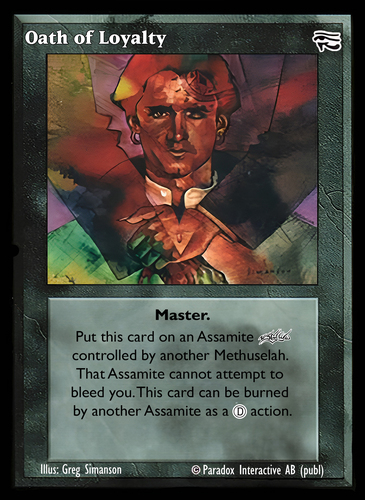 Oath of Loyalty
SIMANSON
Master.
Put this card on an Assamite
controlled by another Methuselah.
That Assamite cannot attempt to
bleed you. This card can be burned
by another Assamite as a D action.
Illus: Greg Simanson
© Paradox Interactive AB (publ)